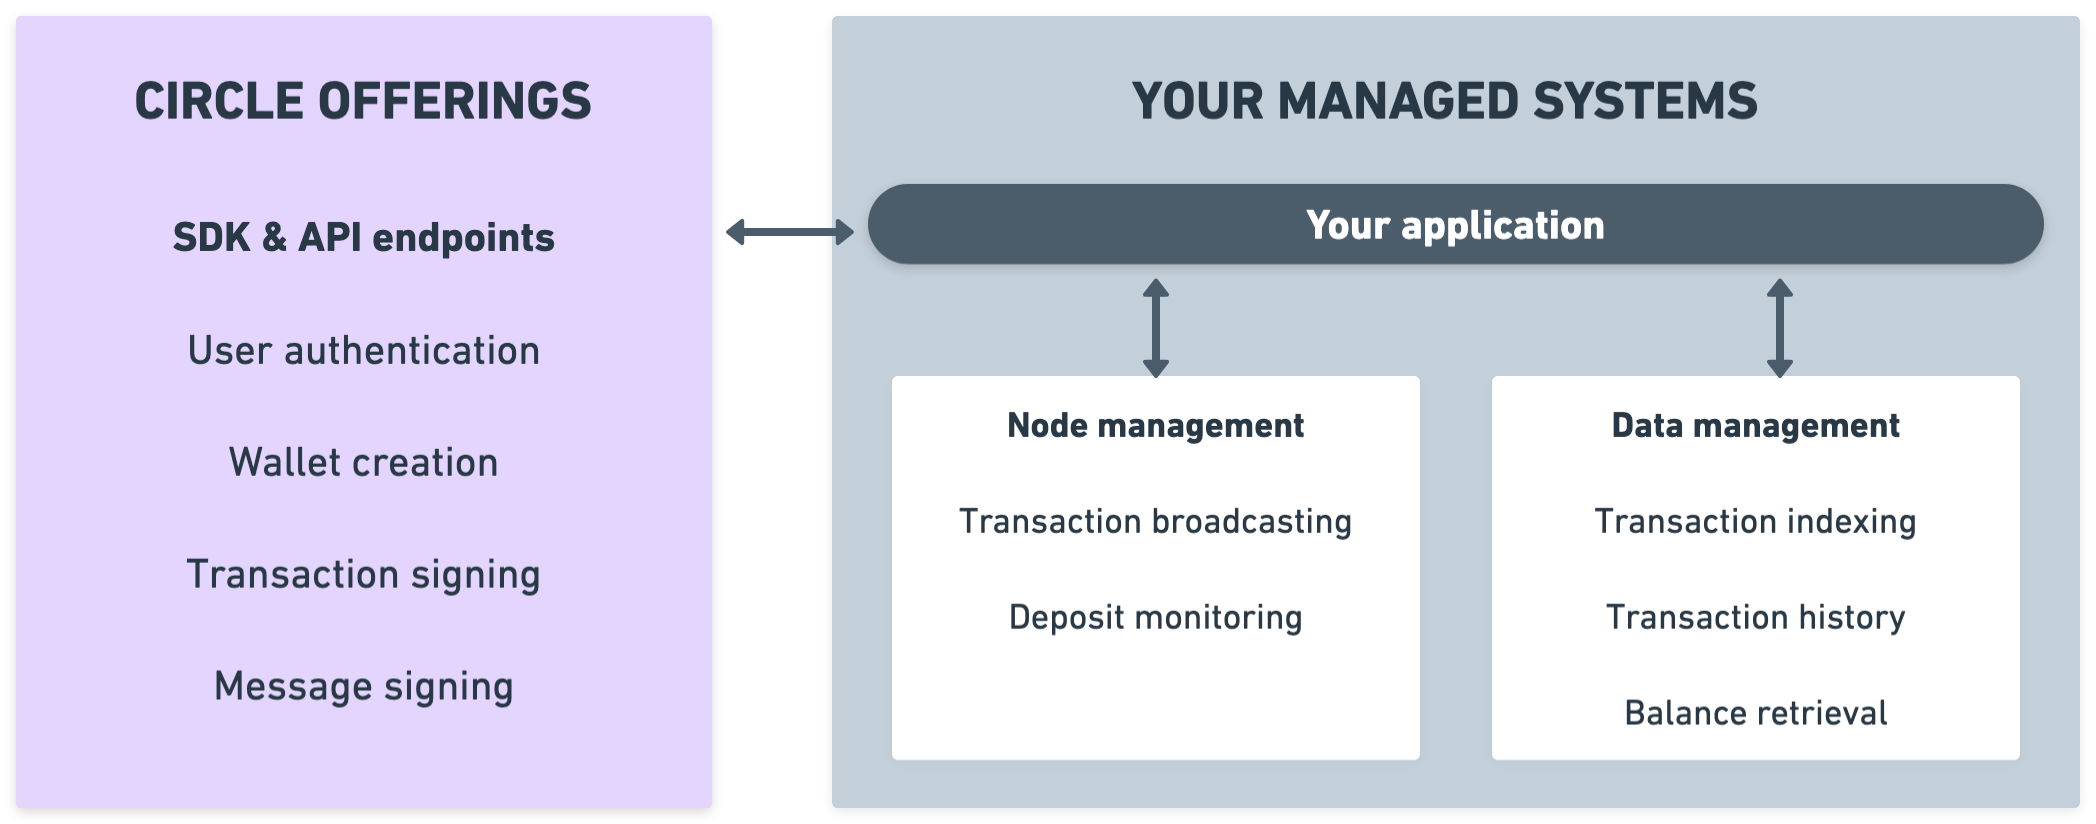 CIRCLE OFFERINGS
SDK & API endpoints
User authentication
Wallet creation
Transaction signing
Message signing
YOUR MANAGED SYSTEMS
Your application
Node management
Transaction broadcasting
Deposit monitoring
Data management
Transaction indexing
Transaction history
Balance retrieval